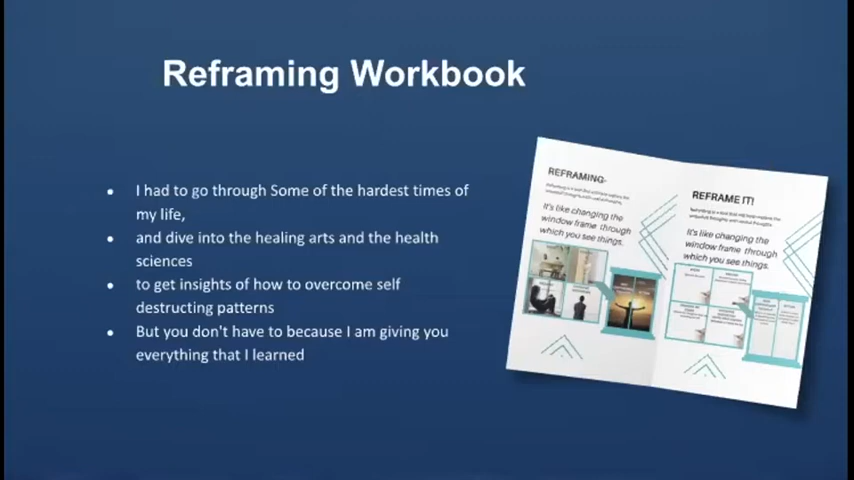 Reframing Workbook
• I had to go through Some of the hardest times of
my life,
• and dive into the healing arts and the health
sciences
• to get insights of how to overcome self
destructing patterns
• But you don't have to because I am giving you
everything that I learned
REFRAMING-
It's like changing the
window frame through
which you see things.
REFRAME IT!
It's like changing the
window frame through
which you see things.